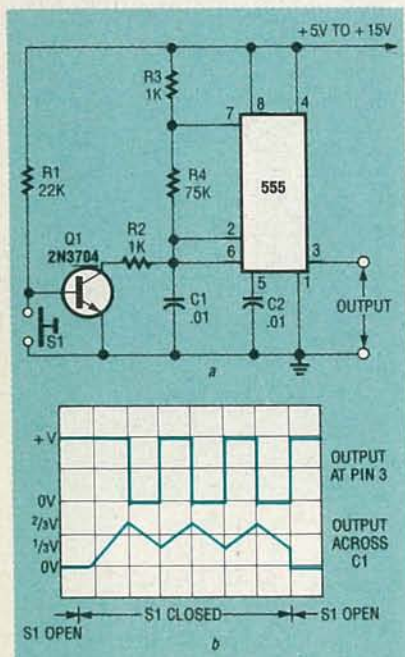 +5V TO +15V
R3
1K
7
8
4
R1
22K
R4
75K
555
Q1
2N3704
R2
1K
2
6
3
5
1
C1
.01
C2
.01
OUTPUT
S1
a
+V
OUTPUT
AT PIN 3
0V
2/3V
OUTPUT
ACROSS
C1
1/3V
0V
S1 CLOSED
S1 OPEN
S1 OPEN
b